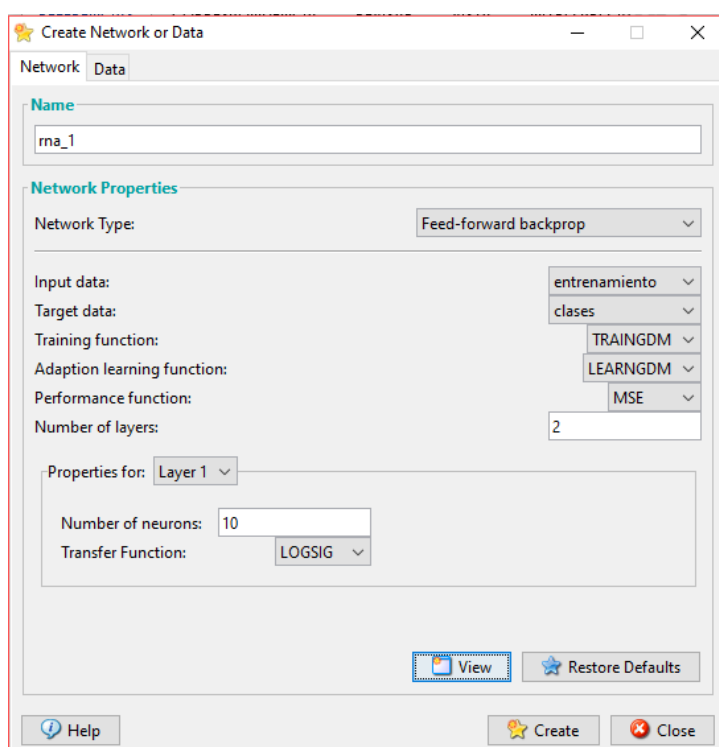 Create Network or Data
Network Data
Name
rna_1
Network Properties
Network Type: Feed-forward backprop
Input data: entrenamiento
Target data: clases
Training function: TRAINGDM
Adaption learning function: LEARNGDM
Performance function: MSE
Number of layers: 2
Properties for: Layer 1
Number of neurons: 10
Transfer Function: LOGSIG
View Restore Defaults
Help Create Close